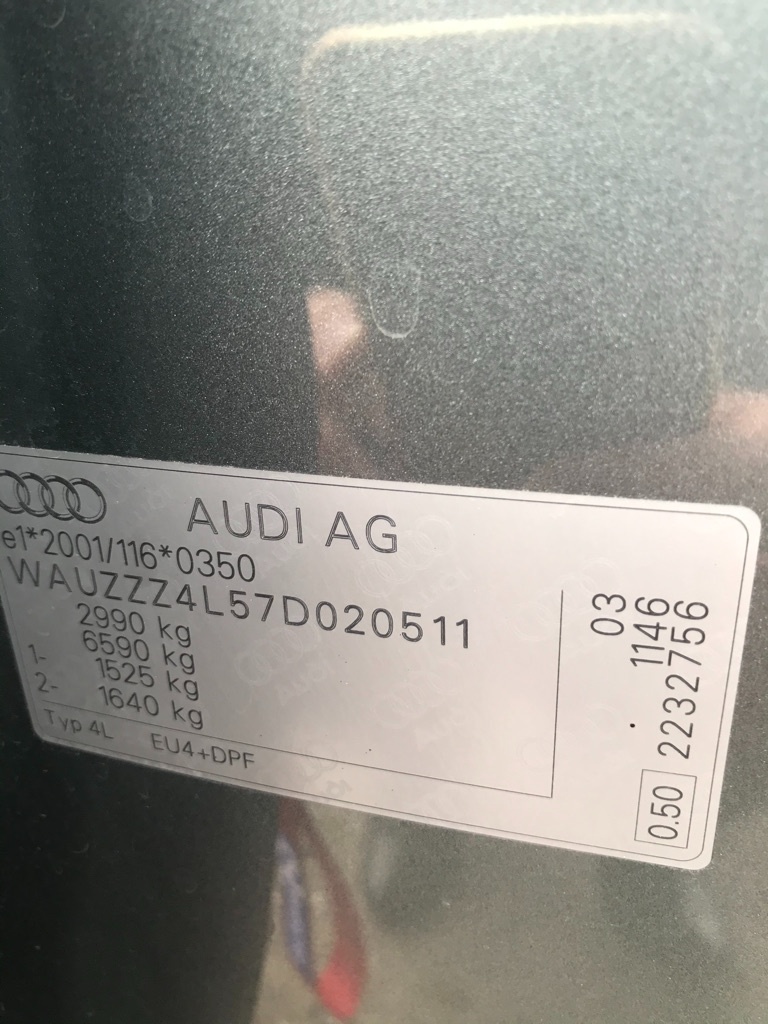 AUDI AG
e1*2001/116*0350
WAUZZZ4L57D020511
2990 kg
6590 kg
1- 1525 kg
2- 1640 kg
Typ 4L EU4+DPF
03
1146
2232756
0.50